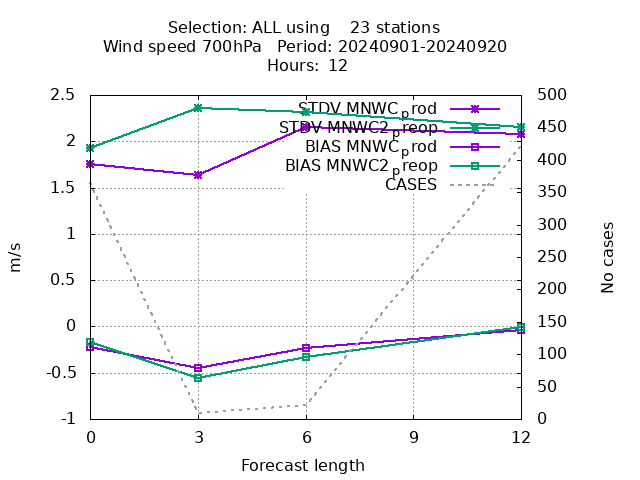 Selection: ALL using 23 stations
Wind speed 700hPa Period: 20240901-20240920
Hours: 12
2.5
2
1.5
1
0.5
0
-0.5
-1
m/s
STDV MNWC_prod
STDV MNWC2_preop
BIAS MNWC_prod
BIAS MNWC2_preop
CASES
500
450
400
350
300
250
200
150
100
50
0
No cases
0 3 6 9 12
Forecast length